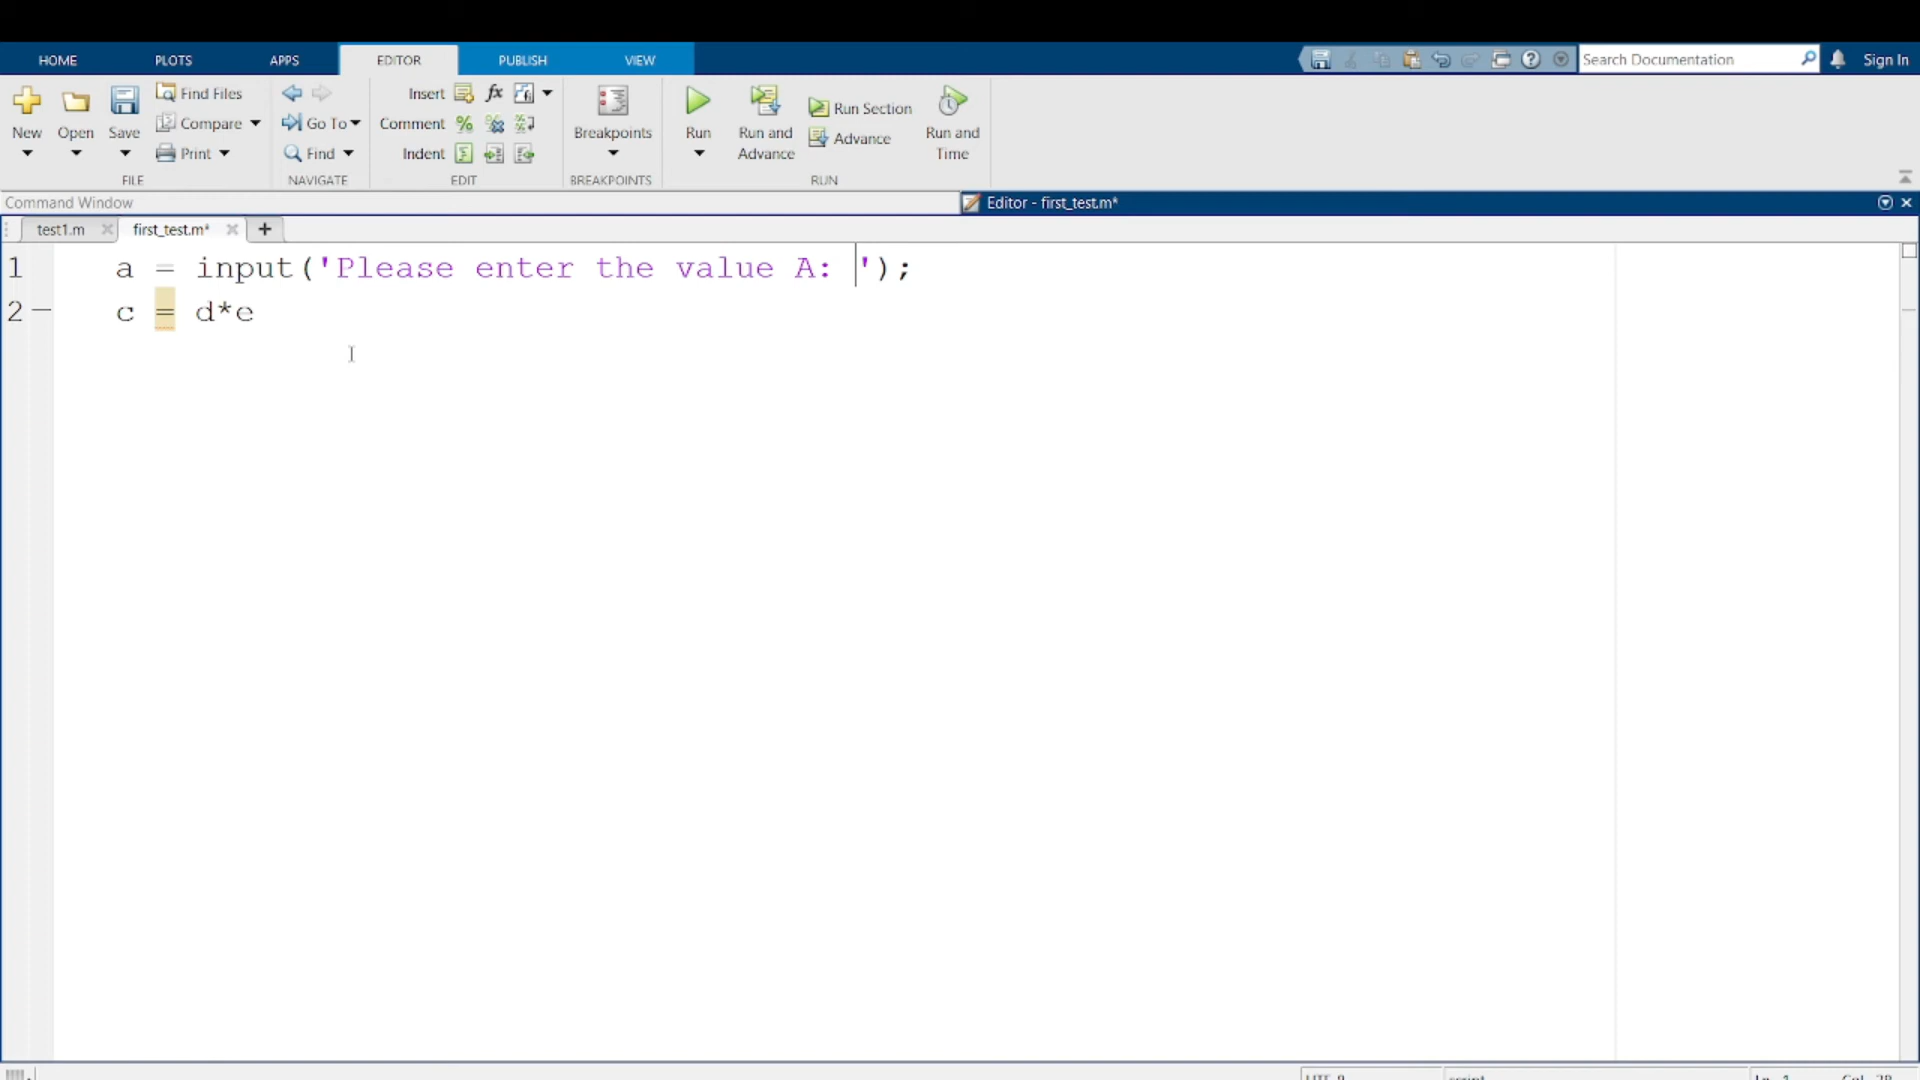 HOME PLOTS APPS EDITOR PUBLISH VIEW Search Documentation Sign In
Find Files Insert fx
New Open Save Compare Go To Comment % Breakpoints Run Run and Advance Run Section Run and Time
Print Find Indent Advance
FILE NAVIGATE EDIT BREAKPOINTS RUN
Command Window Editor - first_test.m*
test1.m first_test.m* +
1 a = input('Please enter the value A: ');
2 c = d*e